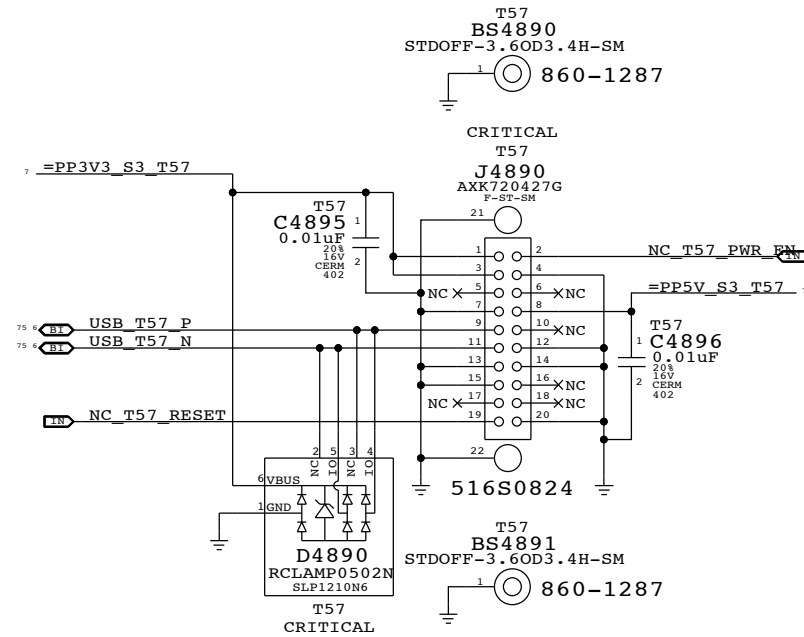 T57
BS4890
STDOFF-3.6OD3.4H-SM
1
860-1287
CRITICAL
T57
J4890
AXK720427G
F-ST-SM
7 =PP3V3_S3_T57
T57
C4895
0.01uF
20%
16V
CERM
402
1
2
21
1 2
NC_T57_PWR_EN
IN
3 4
NC 5 6 NC
=PP5V_S3_T57
7 8
75 6 BI USB_T57_P
9 10 NC
75 6 BI USB_T57_N
11 12
T57
C4896
0.01uF
20%
16V
CERM
402
1
2
13 14
15 16 NC
NC 17 18 NC
IN NC_T57_RESET
19 20
22
516S0824
NC 2
IO 5
NC 3
IO 4
6 VBUS
1 GND
D4890
RCLAMP0502N
SLP1210N6
T57
CRITICAL
T57
BS4891
STDOFF-3.6OD3.4H-SM
1
860-1287